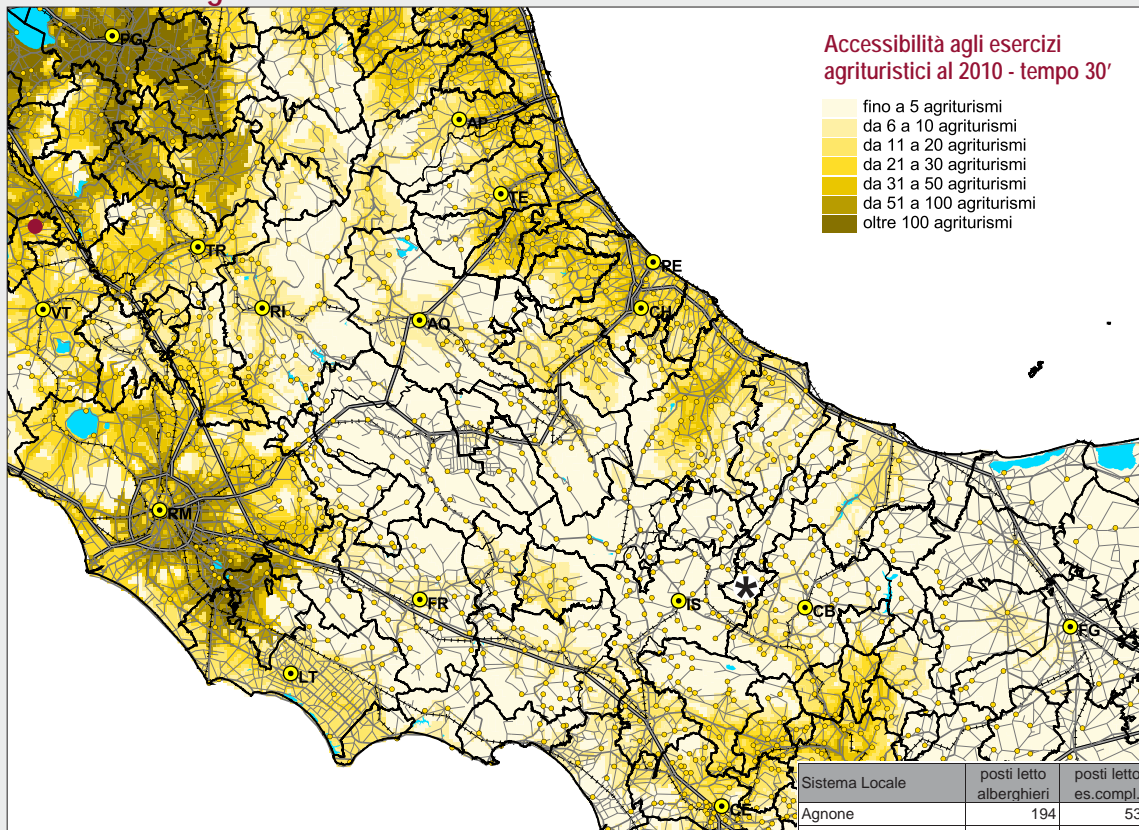 Accessibilità agli esercizi
agrituristici al 2010 - tempo 30'
fino a 5 agriturismi
da 6 a 10 agriturismi
da 11 a 20 agriturismi
da 21 a 30 agriturismi
da 31 a 50 agriturismi
da 51 a 100 agriturismi
oltre 100 agriturismi
PG
AP
TE
TR
PE
VT
RI
AQ
CH
RM
FR
IS
*
CB
FG
LT
CE
Sistema Locale posti letto alberghieri posti letto es.compl.
Agnone 194 53